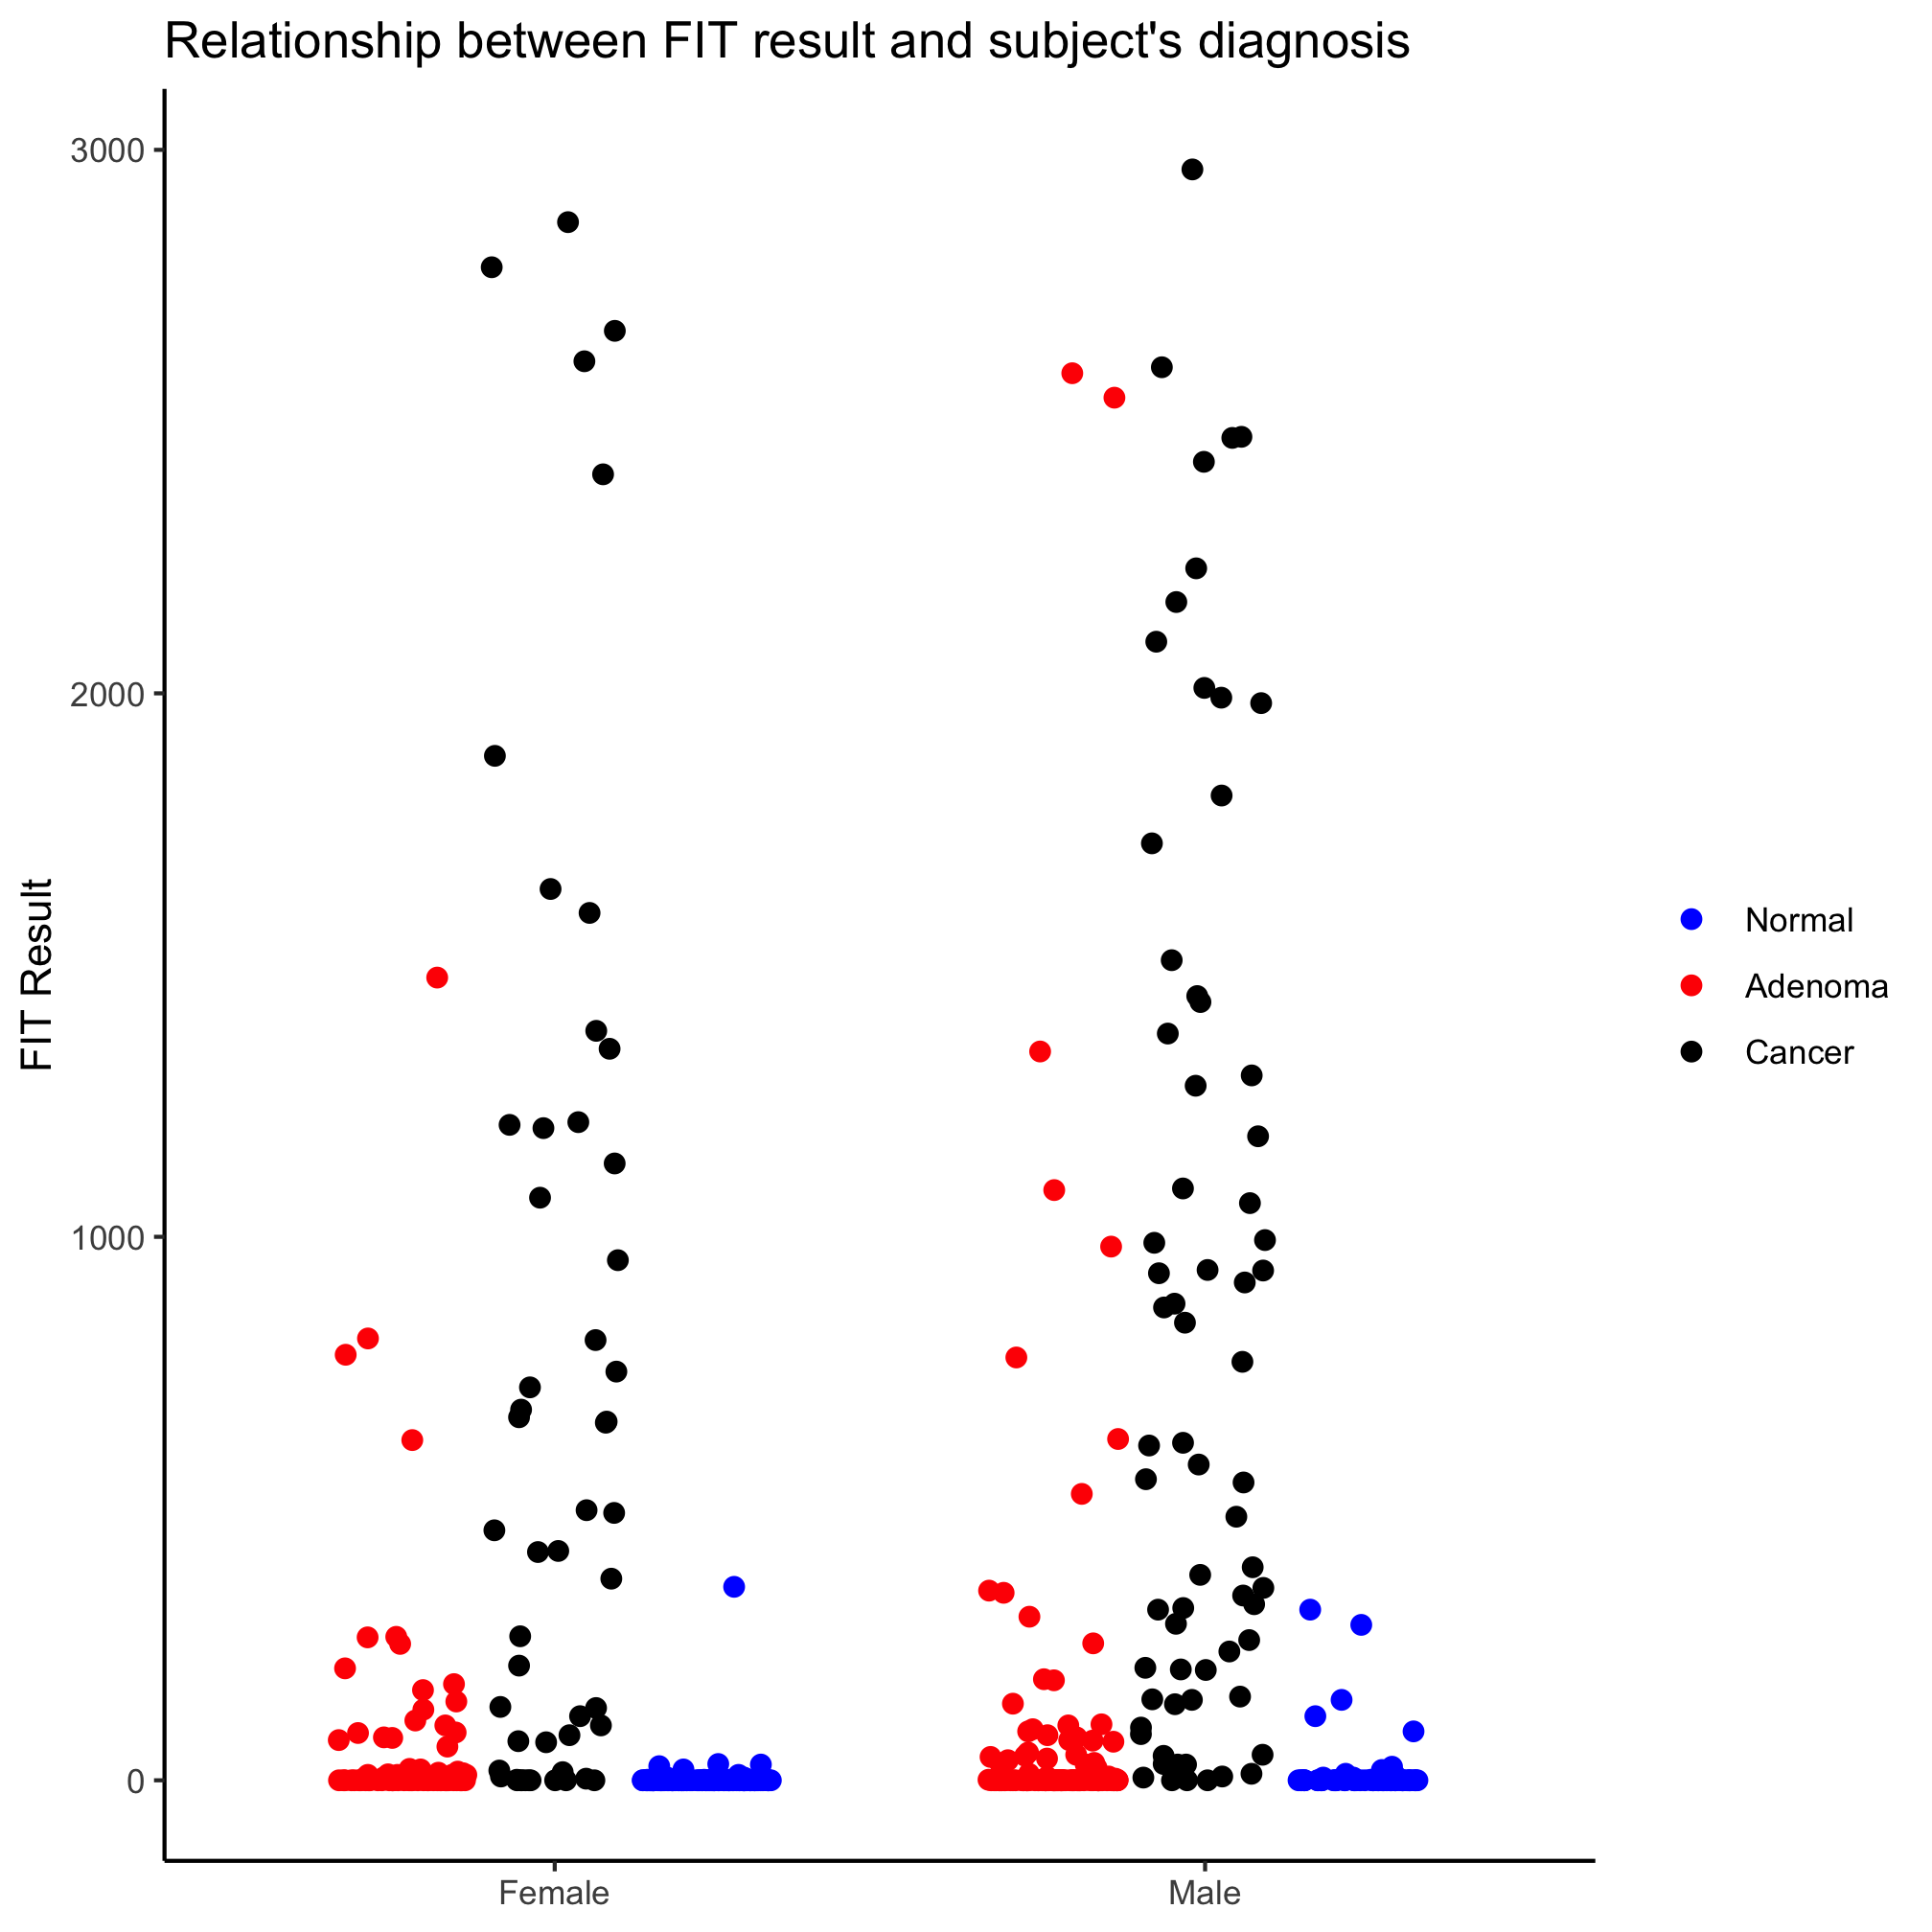 Relationship between FIT result and subject's diagnosis
3000
2000
1000
0
FIT Result
Female
Male
Normal
Adenoma
Cancer